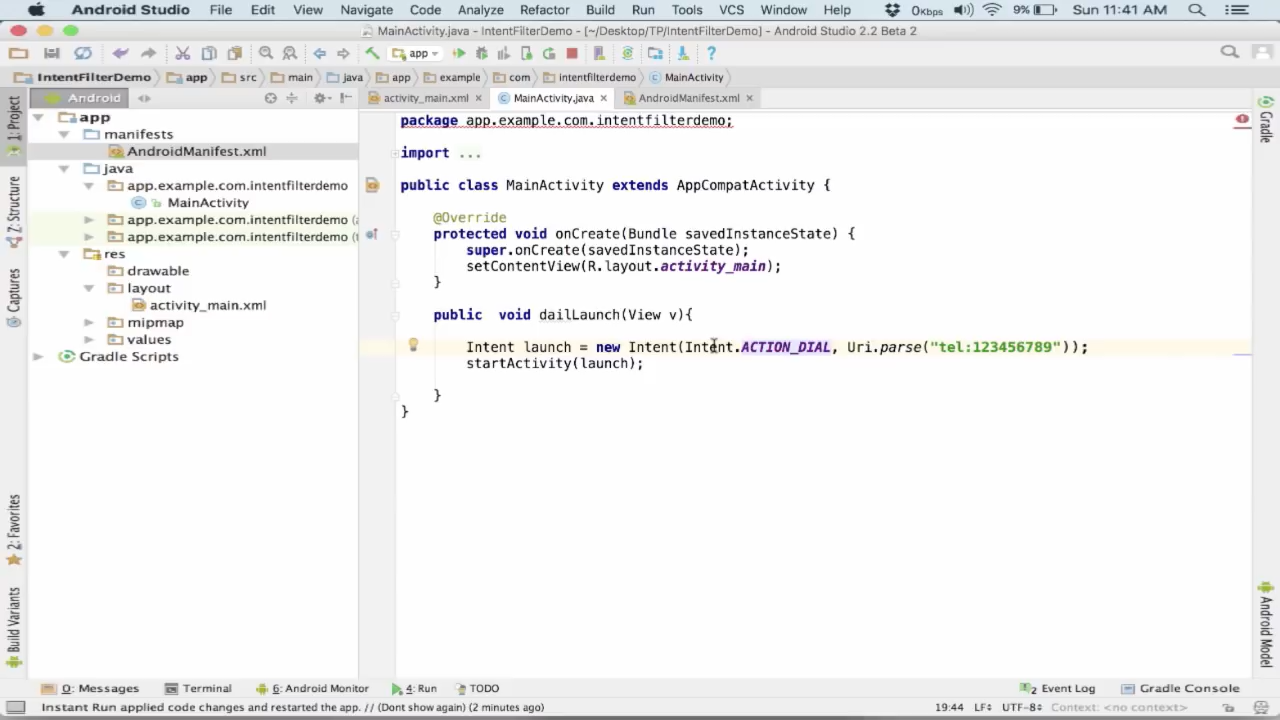 Android Studio File Edit View Navigate Code Analyze Refactor Build Run Tools VCS Window Help 0Kbps 9% Sun 11:41 AM
MainActivity.java - IntentFilterDemo - [~/Desktop/TP/IntentFilterDemo] - Android Studio 2.2 Beta 2
app
IntentFilterDemo app src main java app example com intentfilterdemo MainActivity
Android
activity_main.xml MainActivity.java AndroidManifest.xml
1: Project
Z: Structure
Captures
2: Favorites
Build Variants
app
manifests
AndroidManifest.xml
java
app.example.com.intentfilterdemo
MainActivity
app.example.com.intentfilterdemo
app.example.com.intentfilterdemo
res
drawable
layout
activity_main.xml
mipmap
values
Gradle Scripts
package app.example.com.intentfilterdemo;
import ...
public class MainActivity extends AppCompatActivity {
@Override
protected void onCreate(Bundle savedInstanceState) {
super.onCreate(savedInstanceState);
setContentView(R.layout.activity_main);
}
public void dailLaunch(View v){
Intent launch = new Intent(Intent.ACTION_DIAL, Uri.parse("tel:123456789"));
startActivity(launch);
}
}
Gradle
Android Model
0: Messages Terminal 6: Android Monitor 4: Run TODO 2 Event Log Gradle Console
Instant Run applied code changes and restarted the app. // (Dont show again) (2 minutes ago) 19:44 LF UTF-8 Context: <no context>